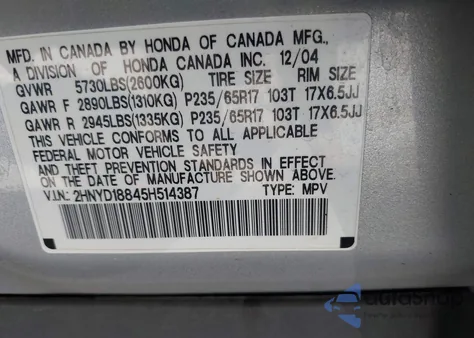 MFD. IN CANADA BY HONDA OF CANADA MFG.,
A DIVISION OF HONDA CANADA INC. 12/04
GVWR 5730LBS(2600KG) TIRE SIZE RIM SIZE
GAWR F 2890LBS(1310KG) P235/65R17 103T 17X6.5JJ
GAWR R 2945LBS(1335KG) P235/65R17 103T 17X6.5JJ
THIS VEHICLE CONFORMS TO ALL APPLICABLE
FEDERAL MOTOR VEHICLE SAFETY
AND THEFT PREVENTION STANDARDS IN EFFECT
ON THE DATE OF MANUFACTURE SHOWN ABOVE.
V.I.N.: 2HNYD18845H514387 TYPE: MPV
autosnap